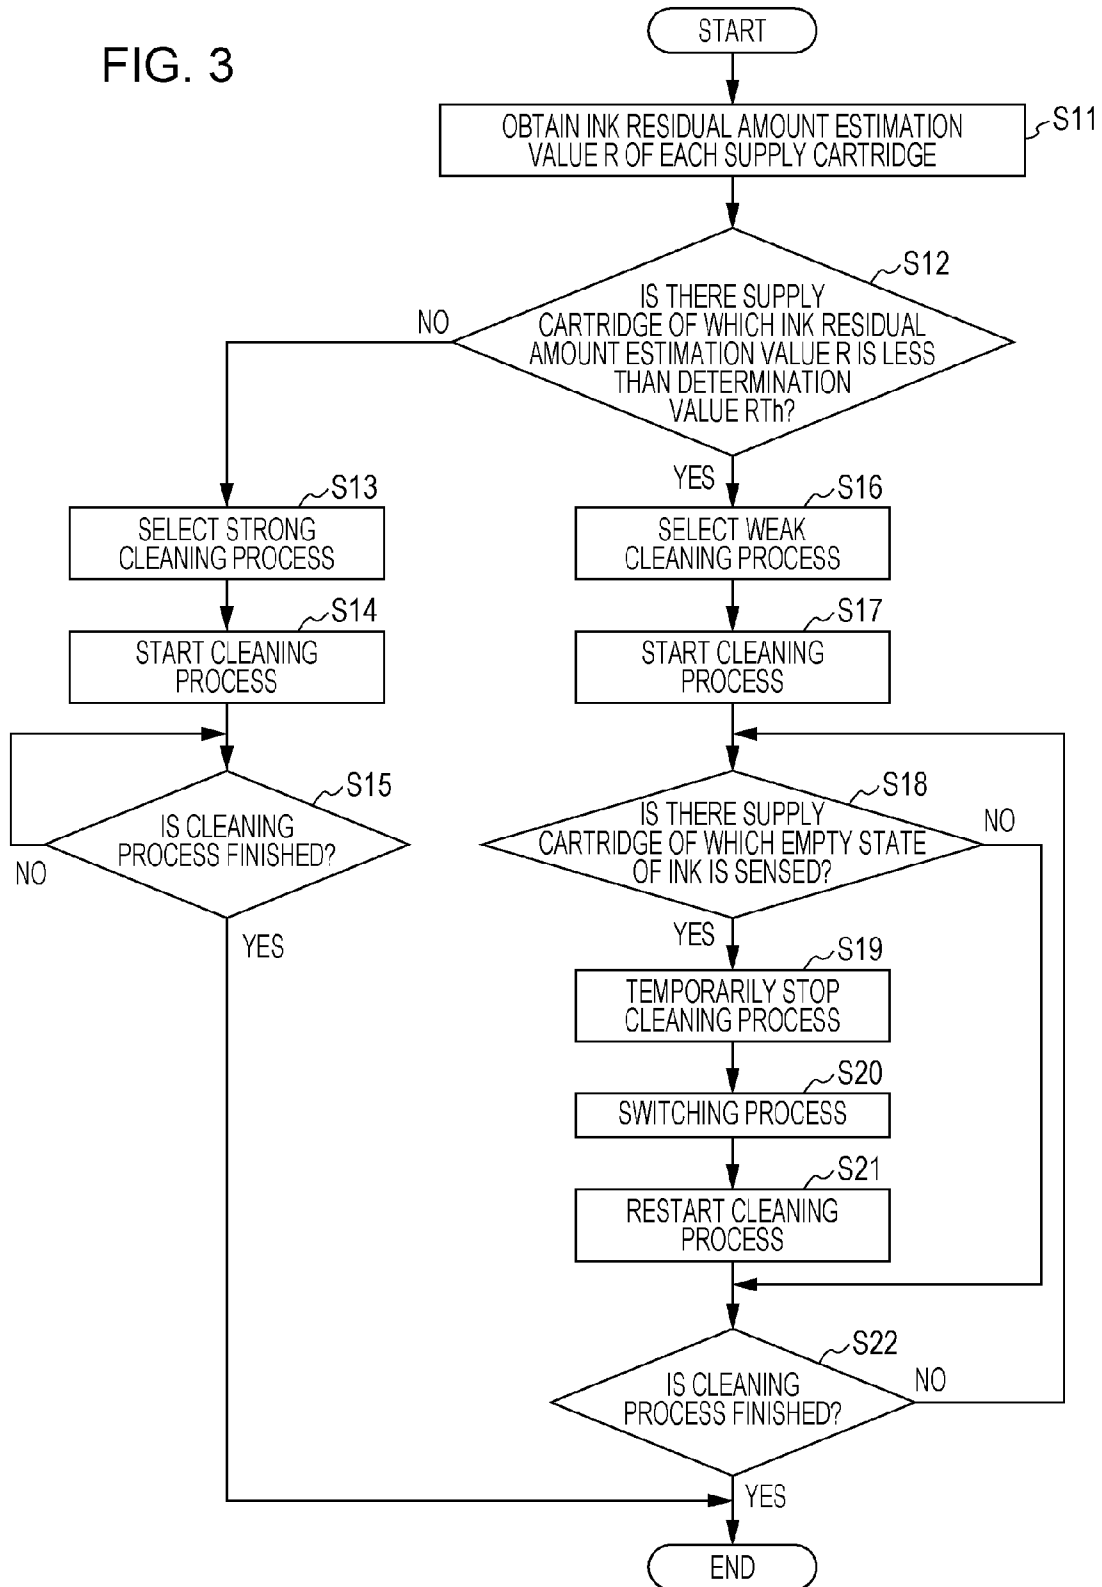 FIG. 3
START
S11
OBTAIN INK RESIDUAL AMOUNT ESTIMATION
VALUE R OF EACH SUPPLY CARTRIDGE
S12
IS THERE SUPPLY
CARTRIDGE OF WHICH INK RESIDUAL
AMOUNT ESTIMATION VALUE R IS LESS
THAN DETERMINATION
VALUE RTh?
NO
YES
S13
SELECT STRONG
CLEANING PROCESS
S14
START CLEANING
PROCESS
S15
IS CLEANING
PROCESS FINISHED?
NO
YES
S16
SELECT WEAK
CLEANING PROCESS
S17
START CLEANING
PROCESS
S18
IS THERE SUPPLY
CARTRIDGE OF WHICH EMPTY STATE
OF INK IS SENSED?
NO
YES
S19
TEMPORARILY STOP
CLEANING PROCESS
S20
SWITCHING PROCESS
S21
RESTART CLEANING
PROCESS
S22
IS CLEANING
PROCESS FINISHED?
NO
YES
END